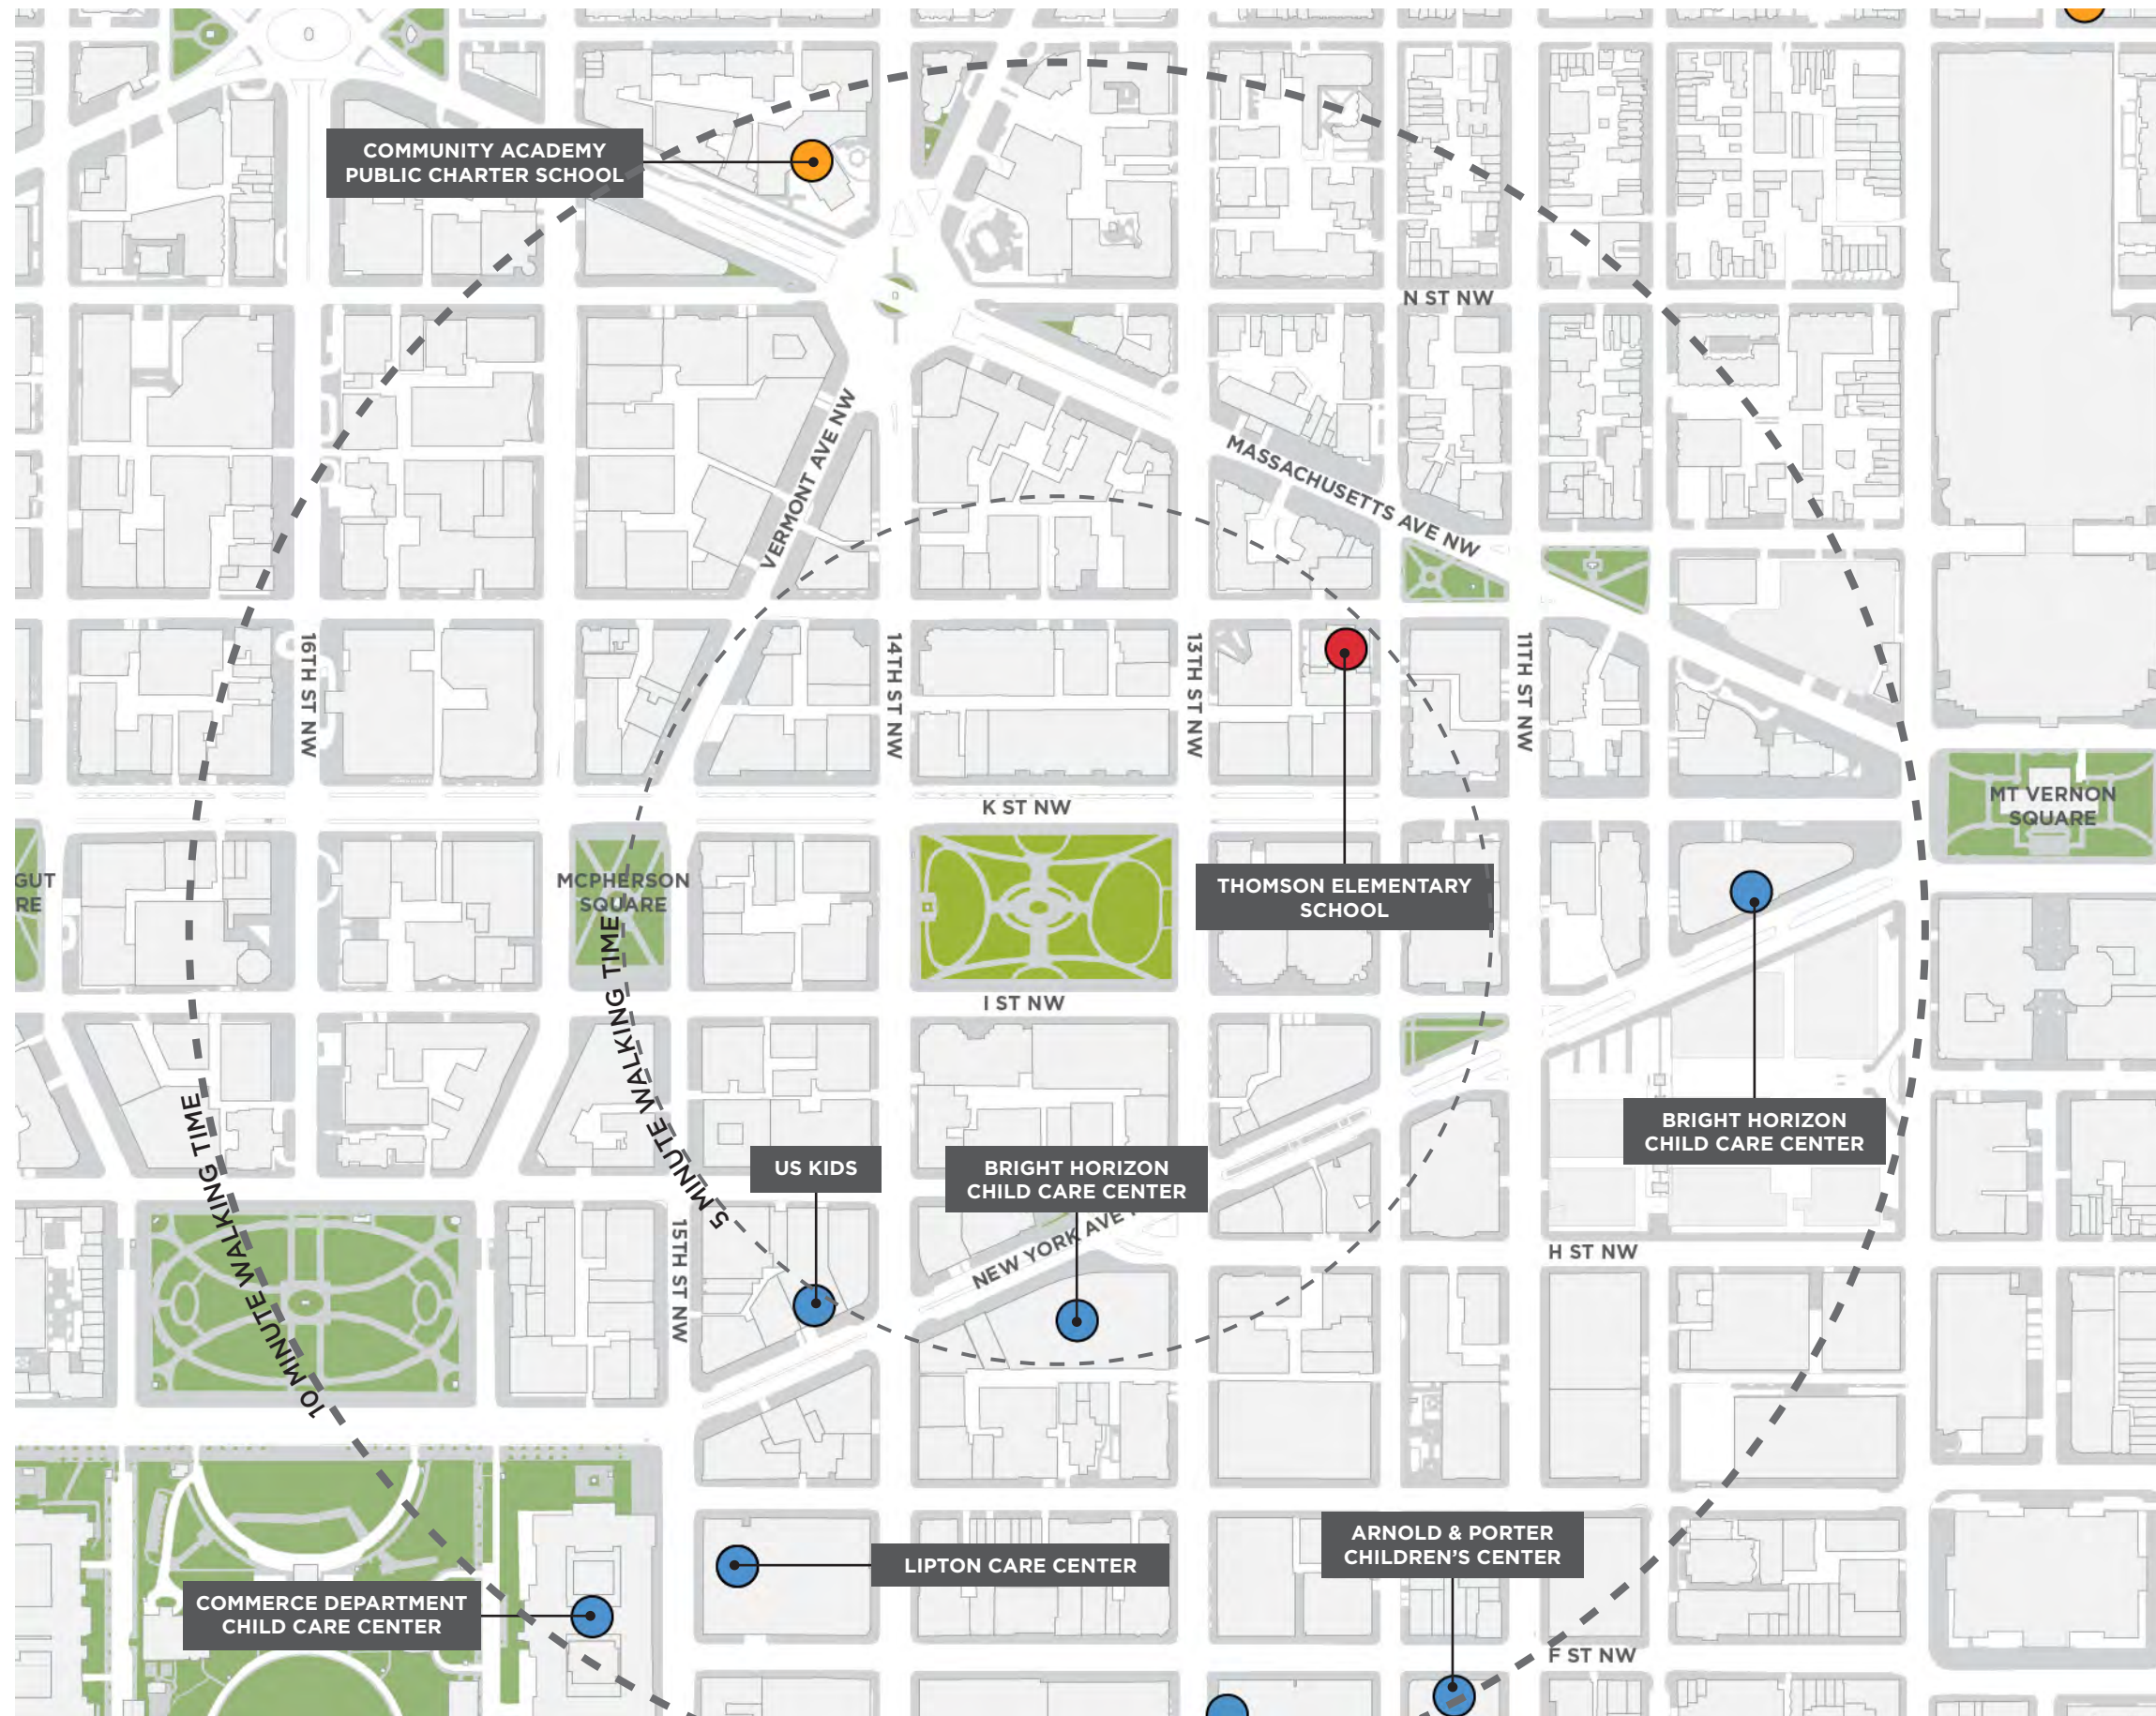 COMMUNITY ACADEMY
PUBLIC CHARTER SCHOOL
N ST NW
VERMONT AVE NW
MASSACHUSETTS AVE NW
16TH ST NW
14TH ST NW
13TH ST NW
11TH ST NW
K ST NW
MT VERNON
SQUARE
GUT
RE
MCPHERSON
SQUARE
THOMSON ELEMENTARY
SCHOOL
I ST NW
5 MINUTE WALKING TIME
10 MINUTE WALKING TIME
BRIGHT HORIZON
CHILD CARE CENTER
US KIDS
BRIGHT HORIZON
CHILD CARE CENTER
NEW YORK AVE
15TH ST NW
H ST NW
ARNOLD & PORTER
CHILDREN'S CENTER
LIPTON CARE CENTER
COMMERCE DEPARTMENT
CHILD CARE CENTER
F ST NW